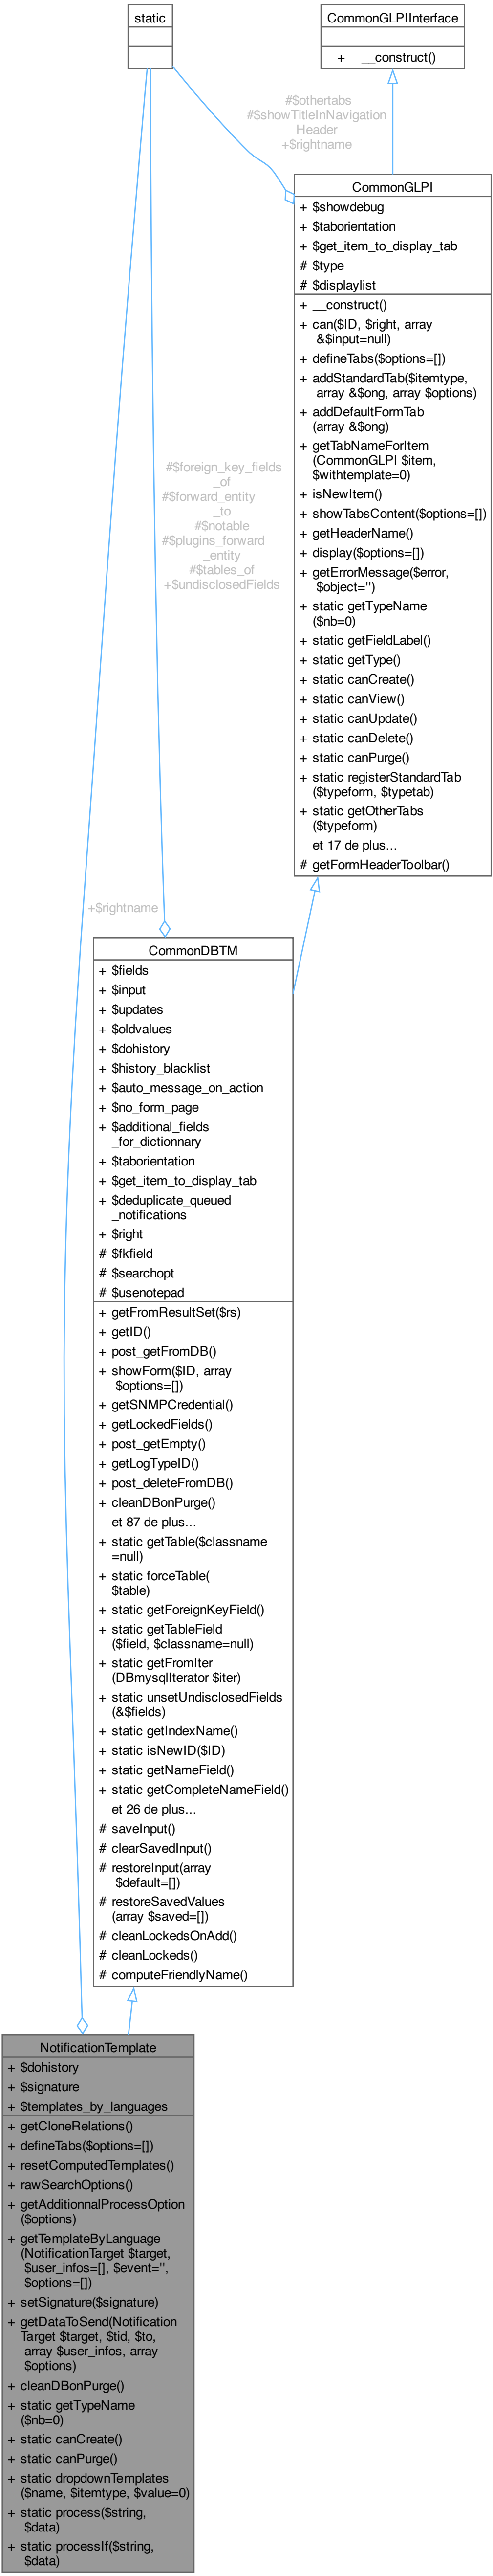 static
CommonGLPIInterface
+ __construct()
#$othertabs
#$showTitleInNavigation
Header
+$rightname
CommonGLPI
+ $showdebug
+ $taborientation
+ $get_item_to_display_tab
# $type
# $displaylist
+ __construct()
+ can($ID, $right, array
&$input=null)
+ defineTabs($options=[])
+ addStandardTab($itemtype,
array &$ong, array $options)
+ addDefaultFormTab
(array &$ong)
+ getTabNameForItem
(CommonGLPI $item,
$withtemplate=0)
+ isNewItem()
+ showTabsContent($options=[])
+ getHeaderName()
+ display($options=[])
+ getErrorMessage($error,
$object='')
+ static getTypeName
($nb=0)
+ static getFieldLabel()
+ static getType()
+ static canCreate()
+ static canView()
+ static canUpdate()
+ static canDelete()
+ static canPurge()
+ static registerStandardTab
($typeform, $typetab)
+ static getOtherTabs
($typeform)
et 17 de plus...
# getFormHeaderToolbar()
#$foreign_key_fields
_of
#$forward_entity
_to
#$notable
#$plugins_forward
_entity
#$tables_of
+$undisclosedFields
+$rightname
CommonDBTM
+ $fields
+ $input
+ $updates
+ $oldvalues
+ $dohistory
+ $history_blacklist
+ $auto_message_on_action
+ $no_form_page
+ $additional_fields
_for_dictionnary
+ $taborientation
+ $get_item_to_display_tab
+ $deduplicate_queued
_notifications
+ $right
# $fkfield
# $searchopt
# $usenotepad
+ getFromResultSet($rs)
+ getID()
+ post_getFromDB()
+ showForm($ID, array
$options=[])
+ getSNMPCredential()
+ getLockedFields()
+ post_getEmpty()
+ getLogTypeID()
+ post_deleteFromDB()
+ cleanDBonPurge()
et 87 de plus...
+ static getTable($classname
=null)
+ static forceTable(
$table)
+ static getForeignKeyField()
+ static getTableField
($field, $classname=null)
+ static getFromIter
(DBmysqlIterator $iter)
+ static unsetUndisclosedFields
(&$fields)
+ static getIndexName()
+ static isNewID($ID)
+ static getNameField()
+ static getCompleteNameField()
et 26 de plus...
# saveInput()
# clearSavedInput()
# restoreInput(array
$default=[])
# restoreSavedValues
(array $saved=[])
# cleanLockedsOnAdd()
# cleanLockeds()
# computeFriendlyName()
NotificationTemplate
+ $dohistory
+ $signature
+ $templates_by_languages
+ getCloneRelations()
+ defineTabs($options=[])
+ resetComputedTemplates()
+ rawSearchOptions()
+ getAdditionnalProcessOption
($options)
+ getTemplateByLanguage
(NotificationTarget $target,
$user_infos=[], $event='',
$options=[])
+ setSignature($signature)
+ getDataToSend(Notification
Target $target, $tid, $to,
array $user_infos, array
$options)
+ cleanDBonPurge()
+ static getTypeName
($nb=0)
+ static canCreate()
+ static canPurge()
+ static dropdownTemplates
($name, $itemtype, $value=0)
+ static process($string,
$data)
+ static processIf($string,
$data)